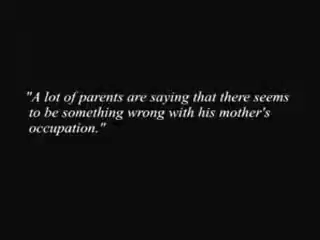 "A lot of parents are saying that there seems
to be something wrong with his mother's
occupation."